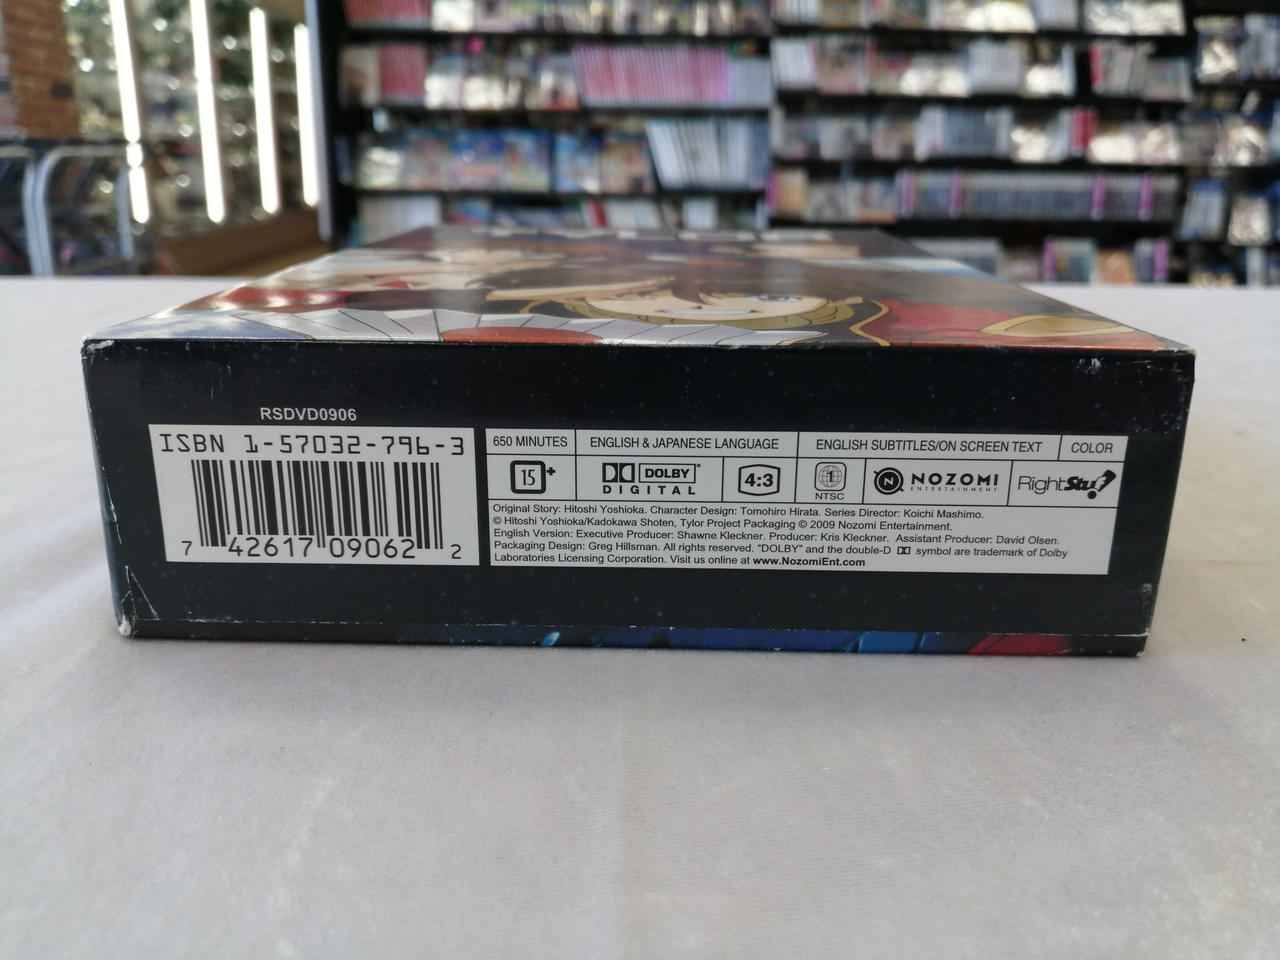 RSDVD0906
ISBN 1-57032-796-3
7 42617 09062 2
650 MINUTES
ENGLISH & JAPANESE LANGUAGE
ENGLISH SUBTITLES/ON SCREEN TEXT
COLOR
15+
DOLBY
DIGITAL
4:3
1
NTSC
N NOZOMI
ENTERTAINMENT
Right Stuf!
Original Story: Hitoshi Yoshioka. Character Design: Tomohiro Hirata. Series Director: Koichi Mashimo.
© Hitoshi Yoshioka/Kadokawa Shoten, Tylor Project Packaging © 2009 Nozomi Entertainment.
English Version: Executive Producer: Shawne Kleckner. Producer: Kris Kleckner. Assistant Producer: David Olsen.
Packaging Design: Greg Hillsman. All rights reserved. "DOLBY" and the double-D symbol are trademark of Dolby
Laboratories Licensing Corporation. Visit us online at www.NozomiEnt.com